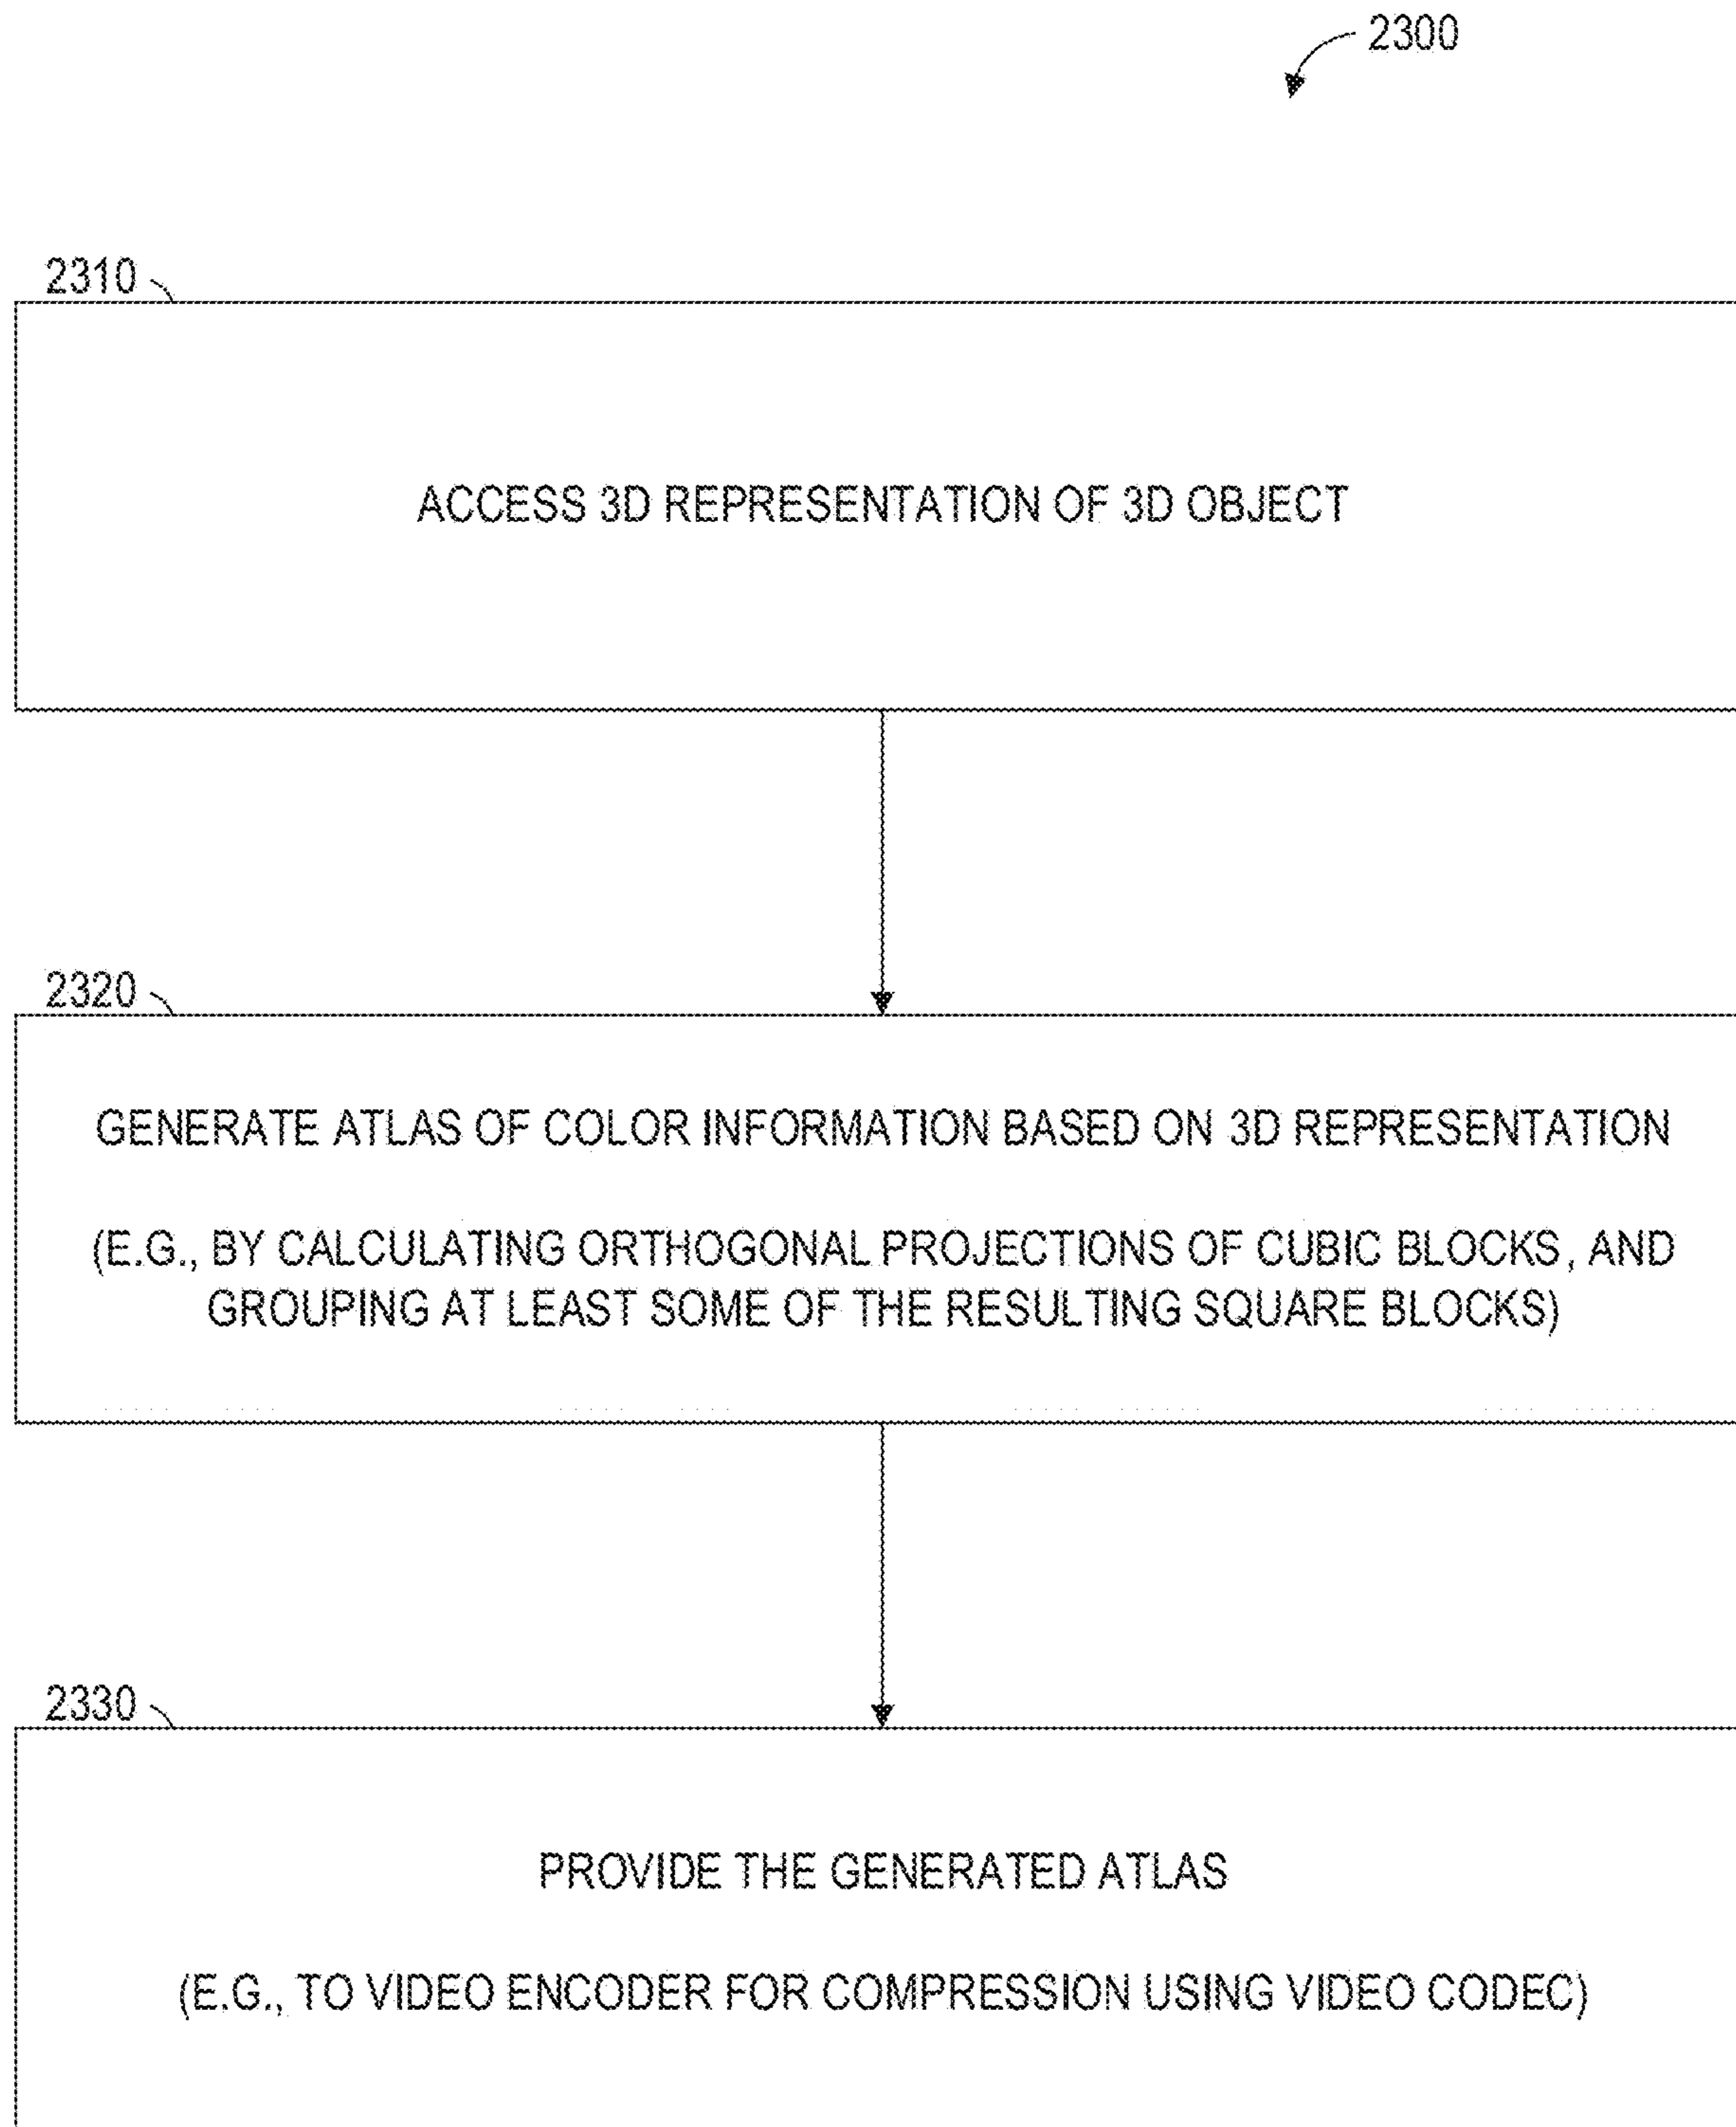 2300
2310
ACCESS 3D REPRESENTATION OF 3D OBJECT
2320
GENERATE ATLAS OF COLOR INFORMATION BASED ON 3D REPRESENTATION
(E.G., BY CALCULATING ORTHOGONAL PROJECTIONS OF CUBIC BLOCKS, AND
GROUPING AT LEAST SOME OF THE RESULTING SQUARE BLOCKS)
2330
PROVIDE THE GENERATED ATLAS
(E.G., TO VIDEO ENCODER FOR COMPRESSION USING VIDEO CODEC)